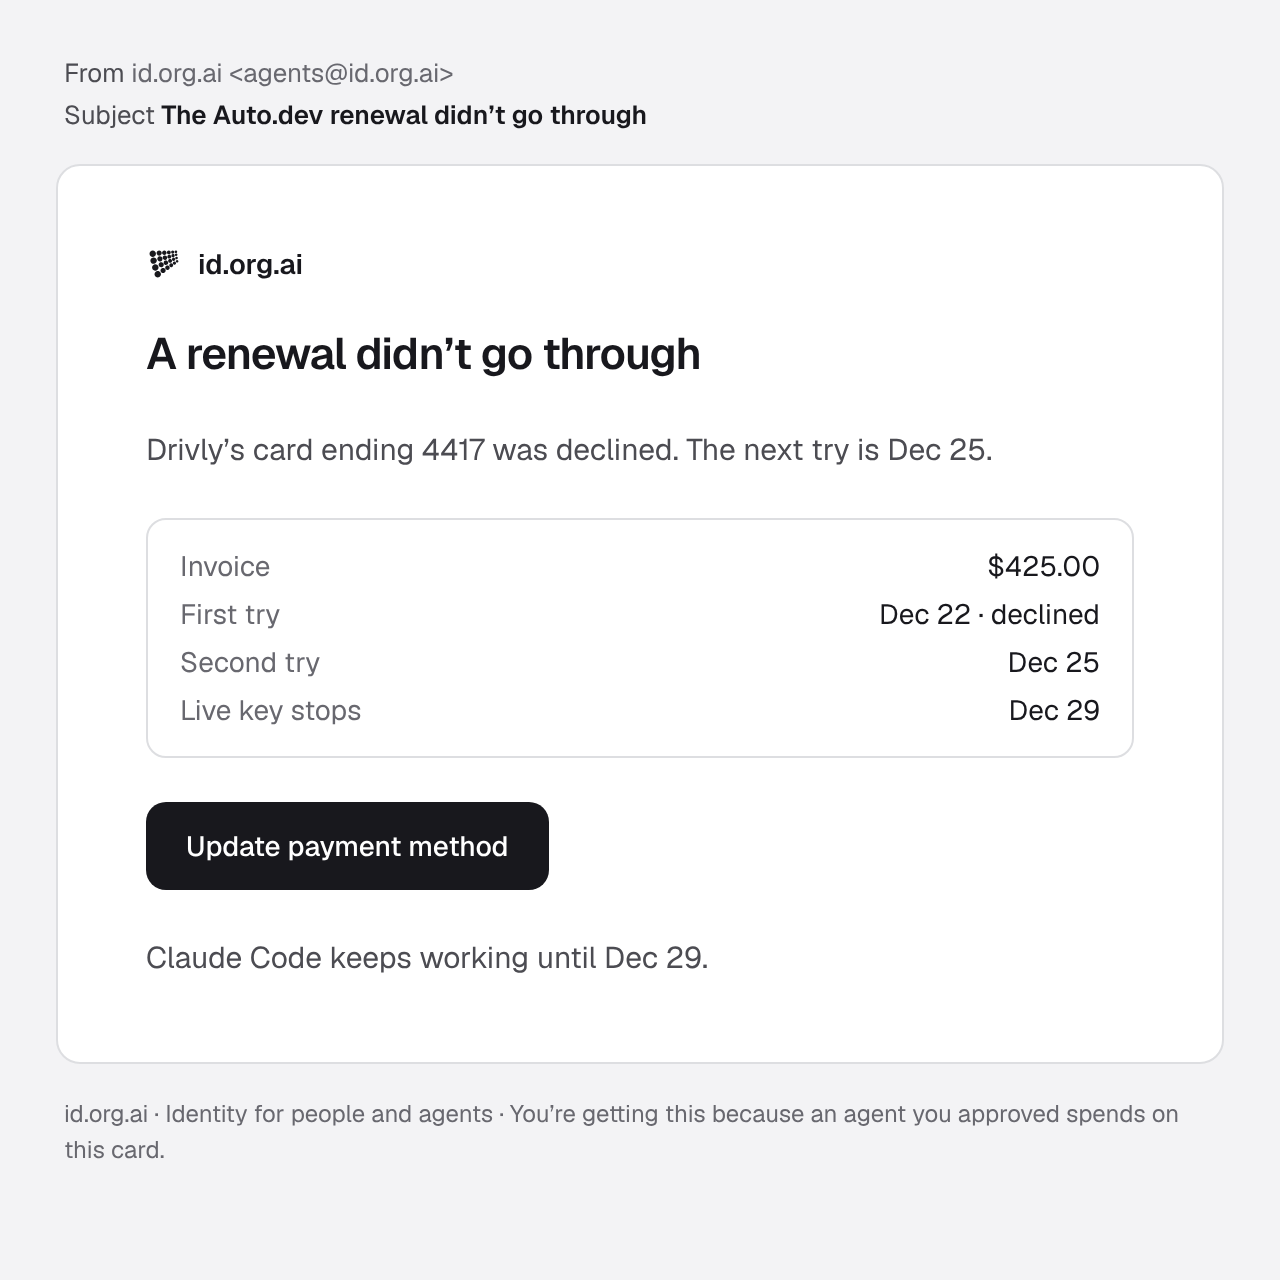 From id.org.ai <agents@id.org.ai>
Subject The Auto.dev renewal didn’t go through
id.org.ai
A renewal didn’t go through
Drivly’s card ending 4417 was declined. The next try is Dec 25.
Invoice $425.00
First try Dec 22 · declined
Second try Dec 25
Live key stops Dec 29
Update payment method
Claude Code keeps working until Dec 29.
id.org.ai · Identity for people and agents · You’re getting this because an agent you approved spends on
this card.